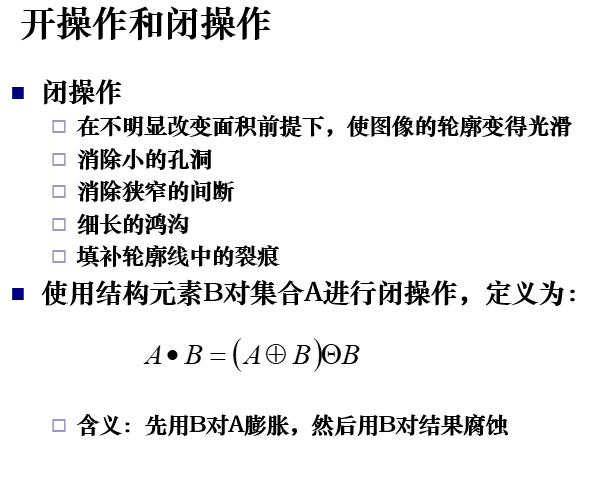 开操作和闭操作
闭操作
在不明显改变面积前提下，使图像的轮廓变得光滑
消除小的孔洞
消除狭窄的间断
细长的鸿沟
填补轮廓线中的裂痕
使用结构元素B对集合A进行闭操作，定义为：
A • B = (A ⊕ B)ΘB
含义：先用B对A膨胀，然后用B对结果腐蚀